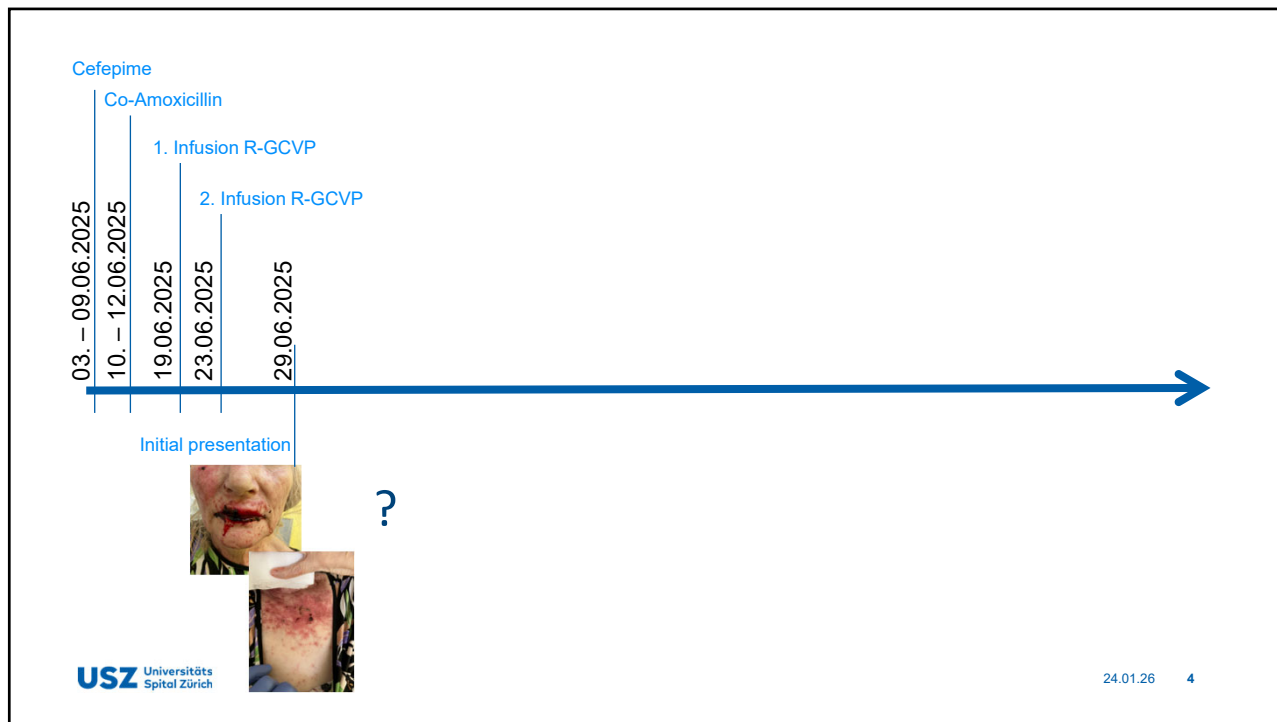 Cefepime
Co-Amoxicillin
1. Infusion R-GCVP
2. Infusion R-GCVP
03. – 09.06.2025
10. – 12.06.2025
19.06.2025
23.06.2025
29.06.2025
Initial presentation
?
USZ Universitäts
Spital Zürich
24.01.26 4